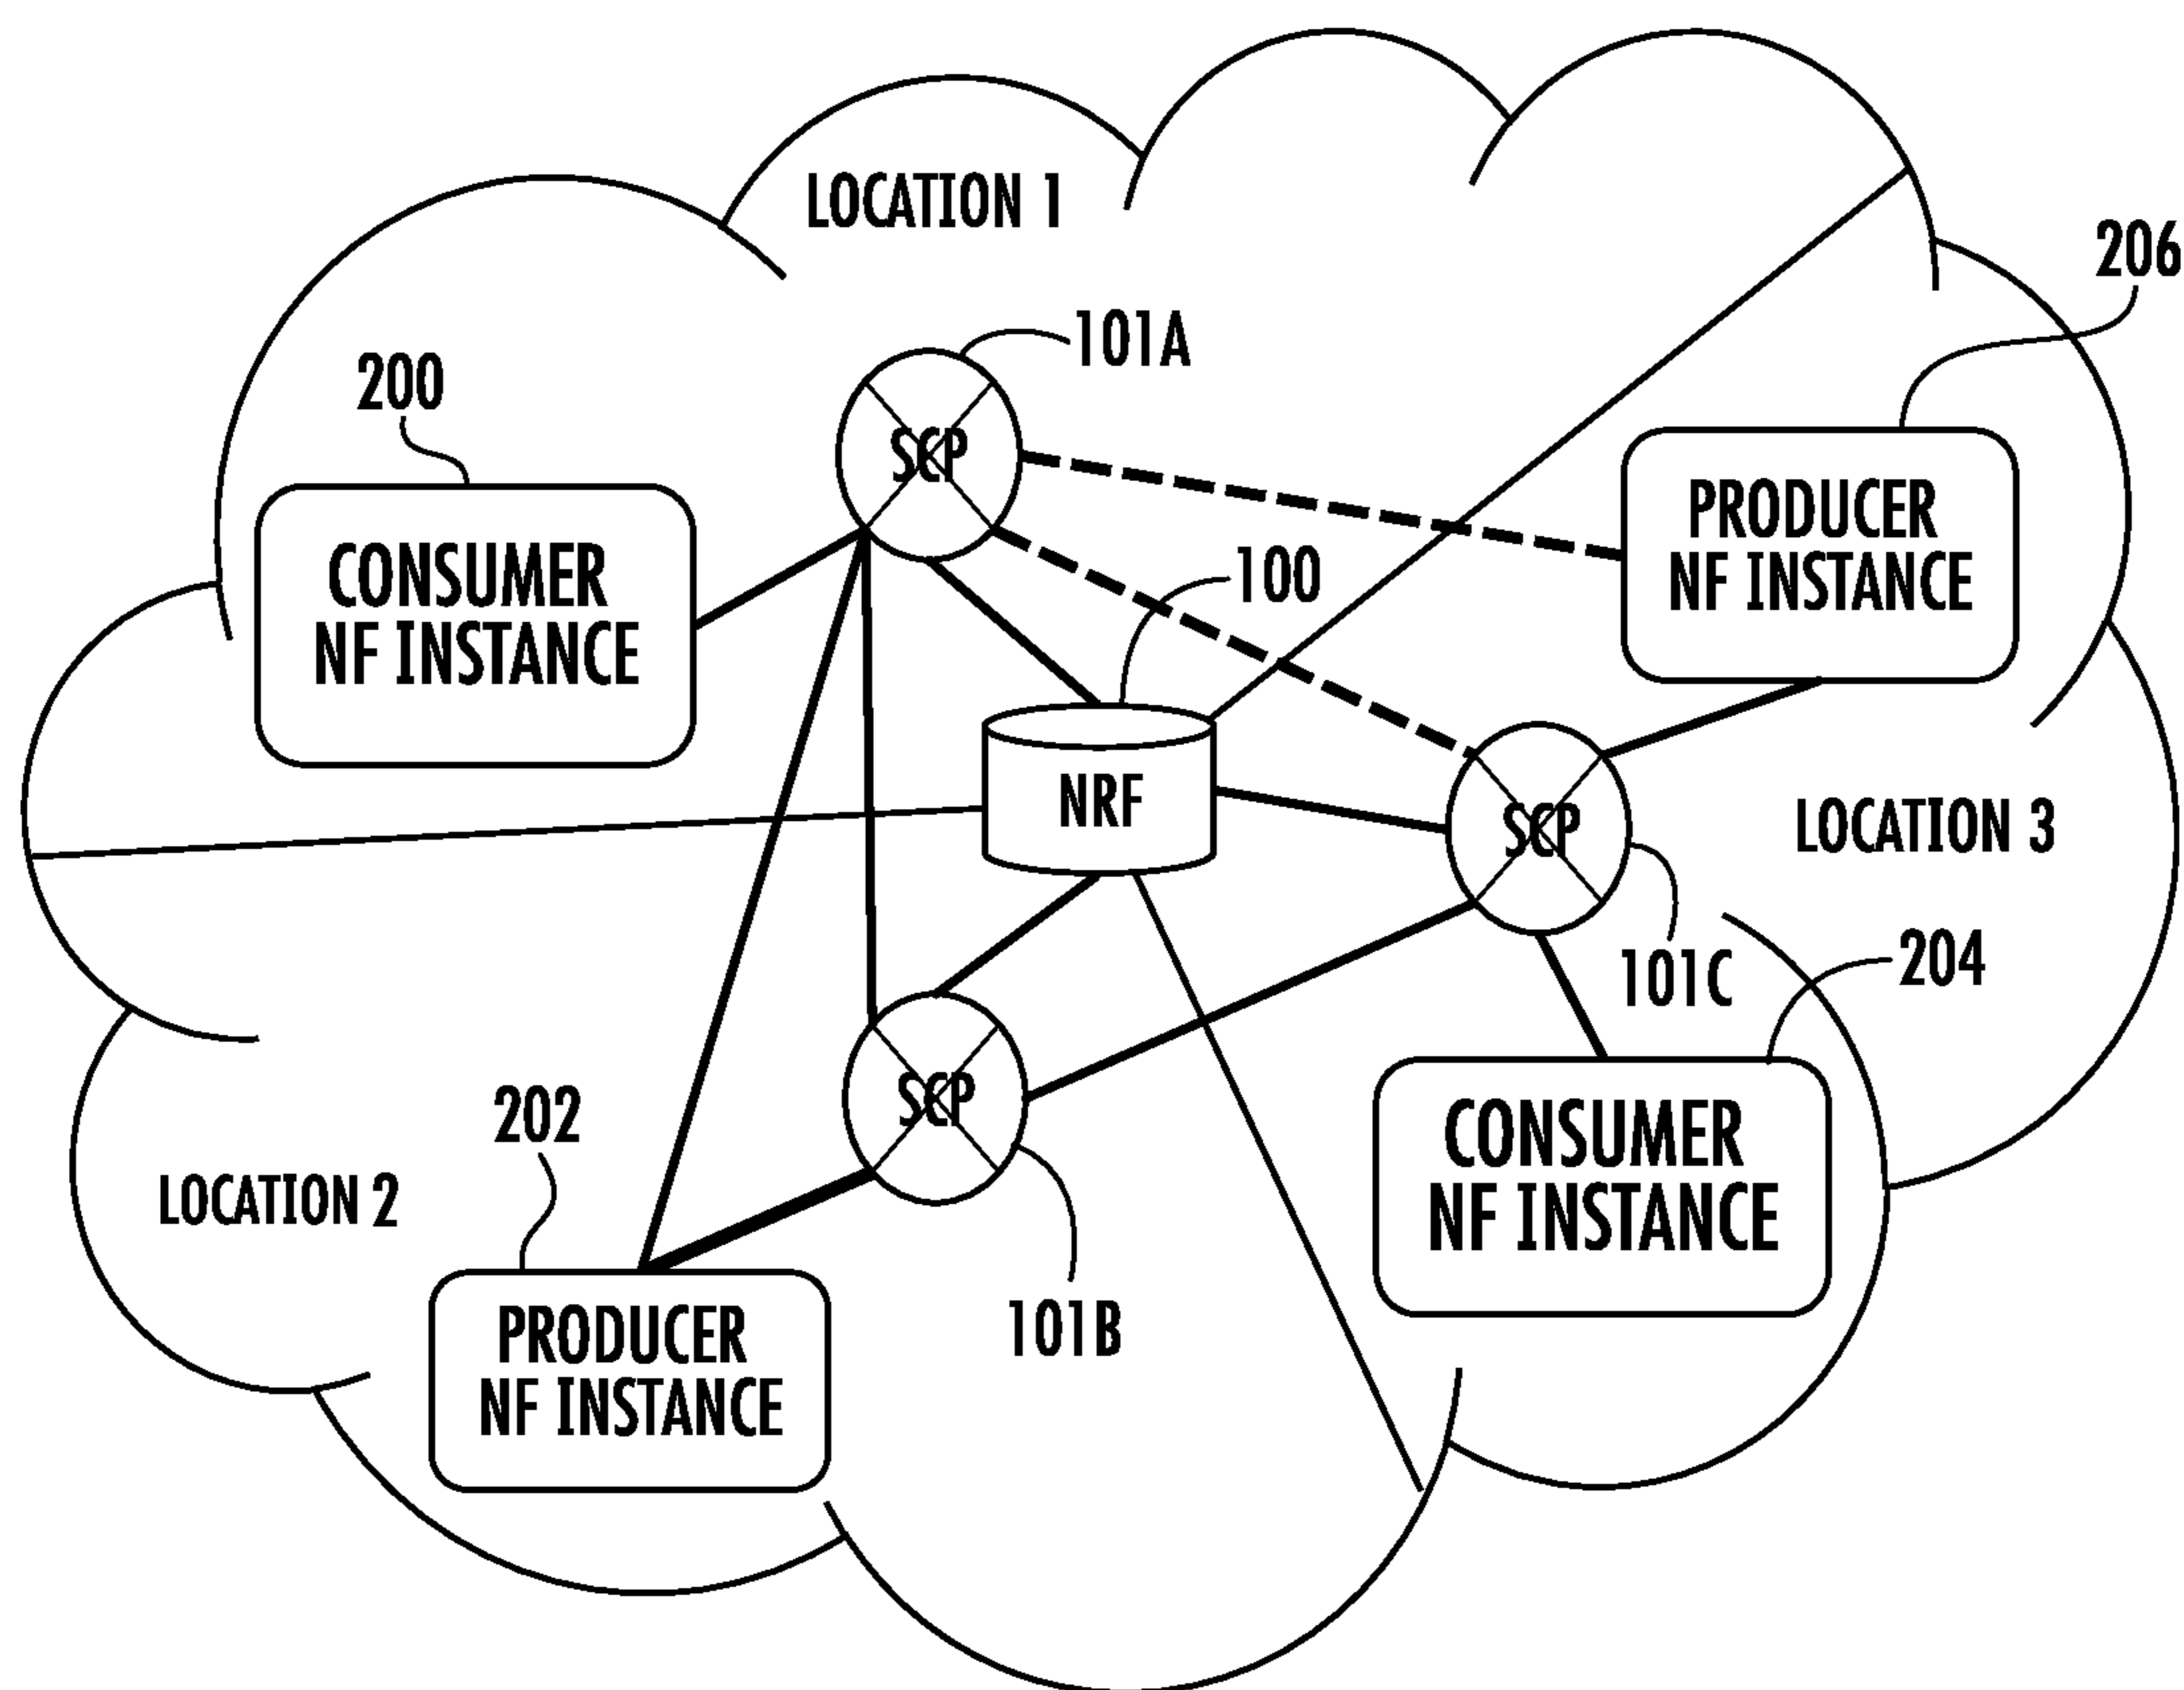 LOCATION 1
206
101A
200
SCP
PRODUCER
NF INSTANCE
CONSUMER
NF INSTANCE
100
NRF
SCP
LOCATION 3
101C
204
202
SCP
CONSUMER
NF INSTANCE
LOCATION 2
101B
PRODUCER
NF INSTANCE